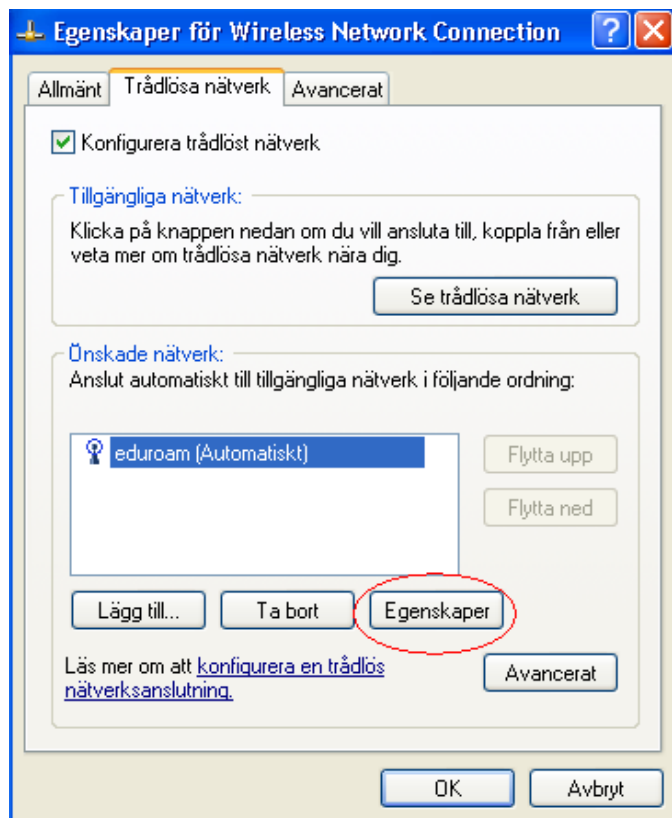 Egenskaper för Wireless Network Connection
Allmänt
Trådlösa nätverk
Avancerat
Konfigurera trådlöst nätverk
Tillgängliga nätverk:
Klicka på knappen nedan om du vill ansluta till, koppla från eller
veta mer om trådlösa nätverk nära dig.
Se trådlösa nätverk
Önskade nätverk:
Anslut automatiskt till tillgängliga nätverk i följande ordning:
eduroam (Automatiskt)
Flytta upp
Flytta ned
Lägg till...
Ta bort
Egenskaper
Läs mer om att konfigurera en trådlös
nätverksanslutning.
Avancerat
OK
Avbryt